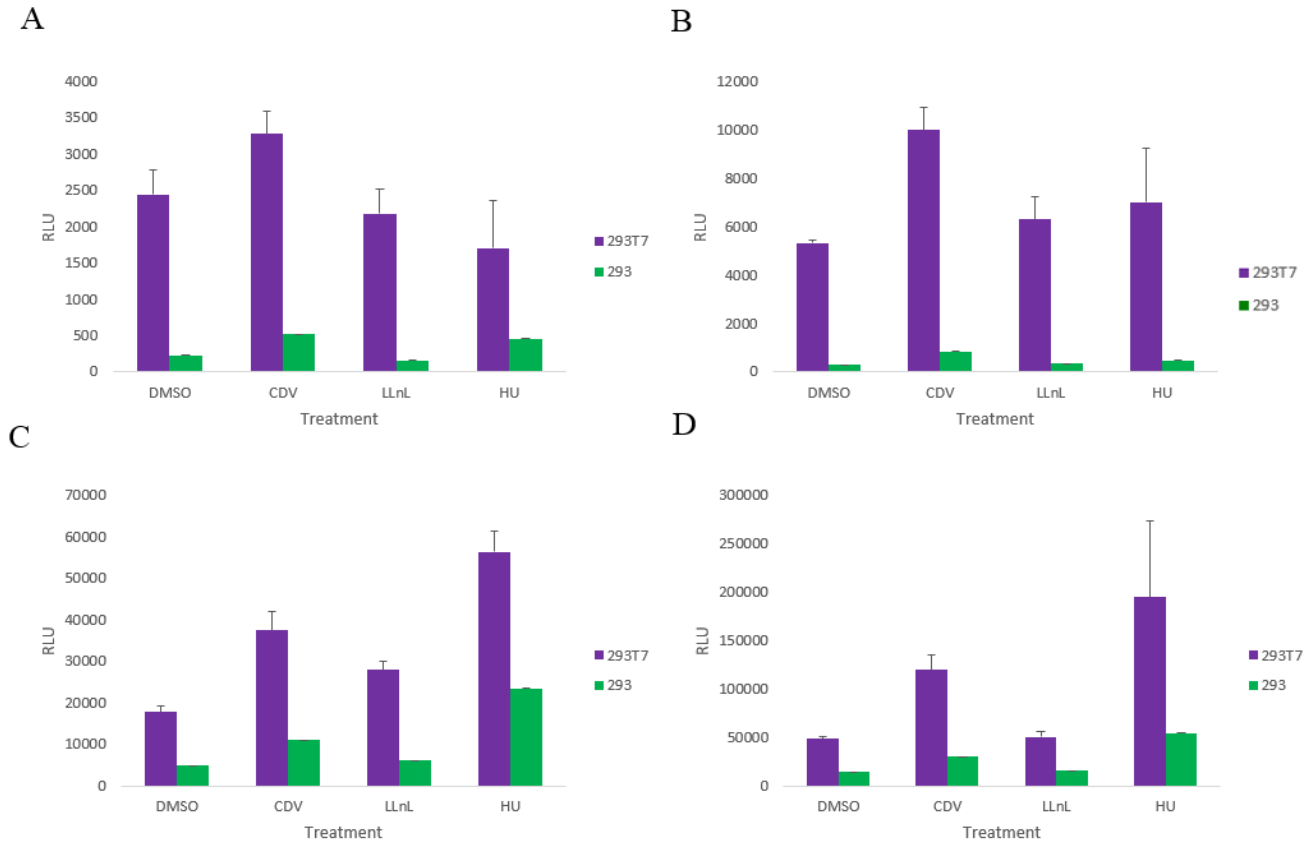 A
4000
3500
3000
2500
2000
1500
1000
500
0
RLU
DMSO CDV LLnL HU
Treatment
293T7
293
B
12000
10000
8000
6000
4000
2000
0
RLU
DMSO CDV LLnL HU
Treatment
293T7
293
C
70000
60000
50000
40000
30000
20000
10000
0
RLU
DMSO CDV LLnL HU
Treatment
293T7
293
D
300000
250000
200000
150000
100000
50000
0
RLU
DMSO CDV LLnL HU
Treatment
293T7
293